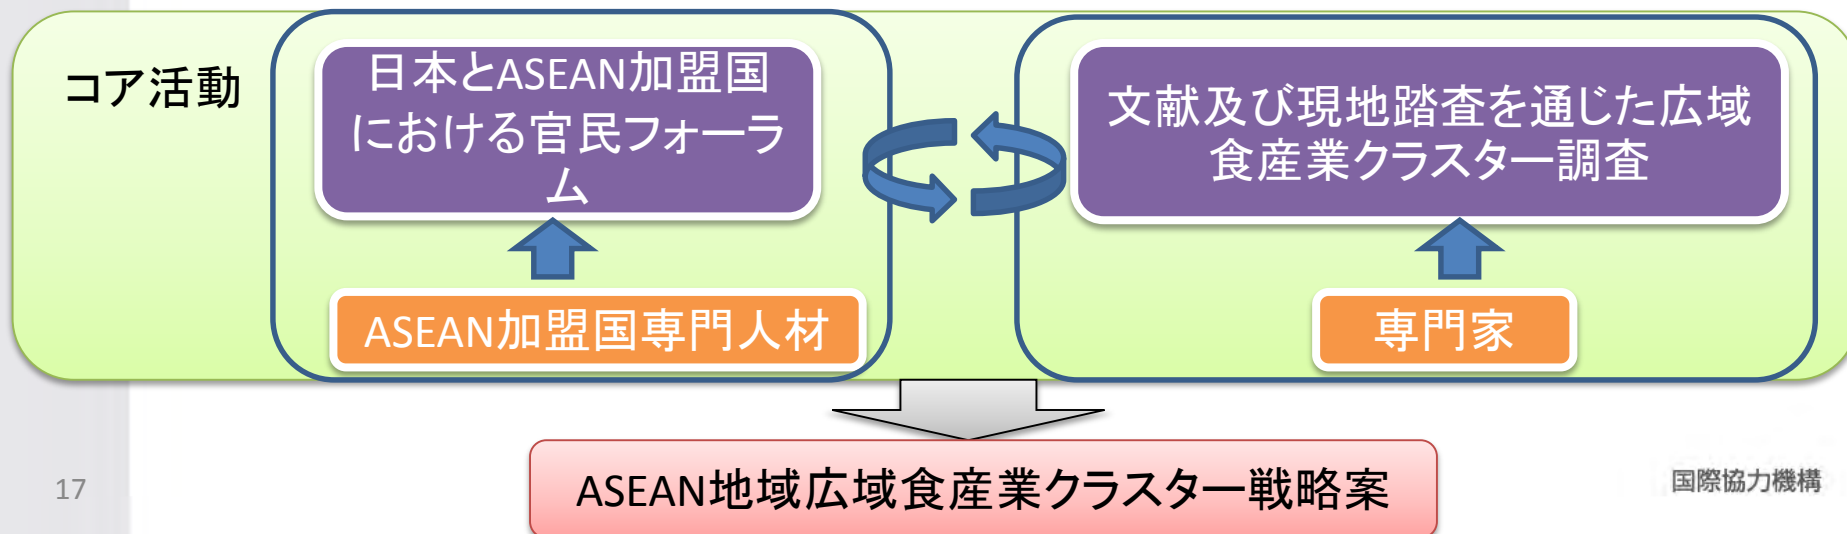 コア活動
日本とASEAN加盟国
における官民フォーラ
ム
文献及び現地踏査を通じた広域
食産業クラスター調査
ASEAN加盟国専門人材
専門家
ASEAN地域広域食産業クラスター戦略案
17
国際協力機構